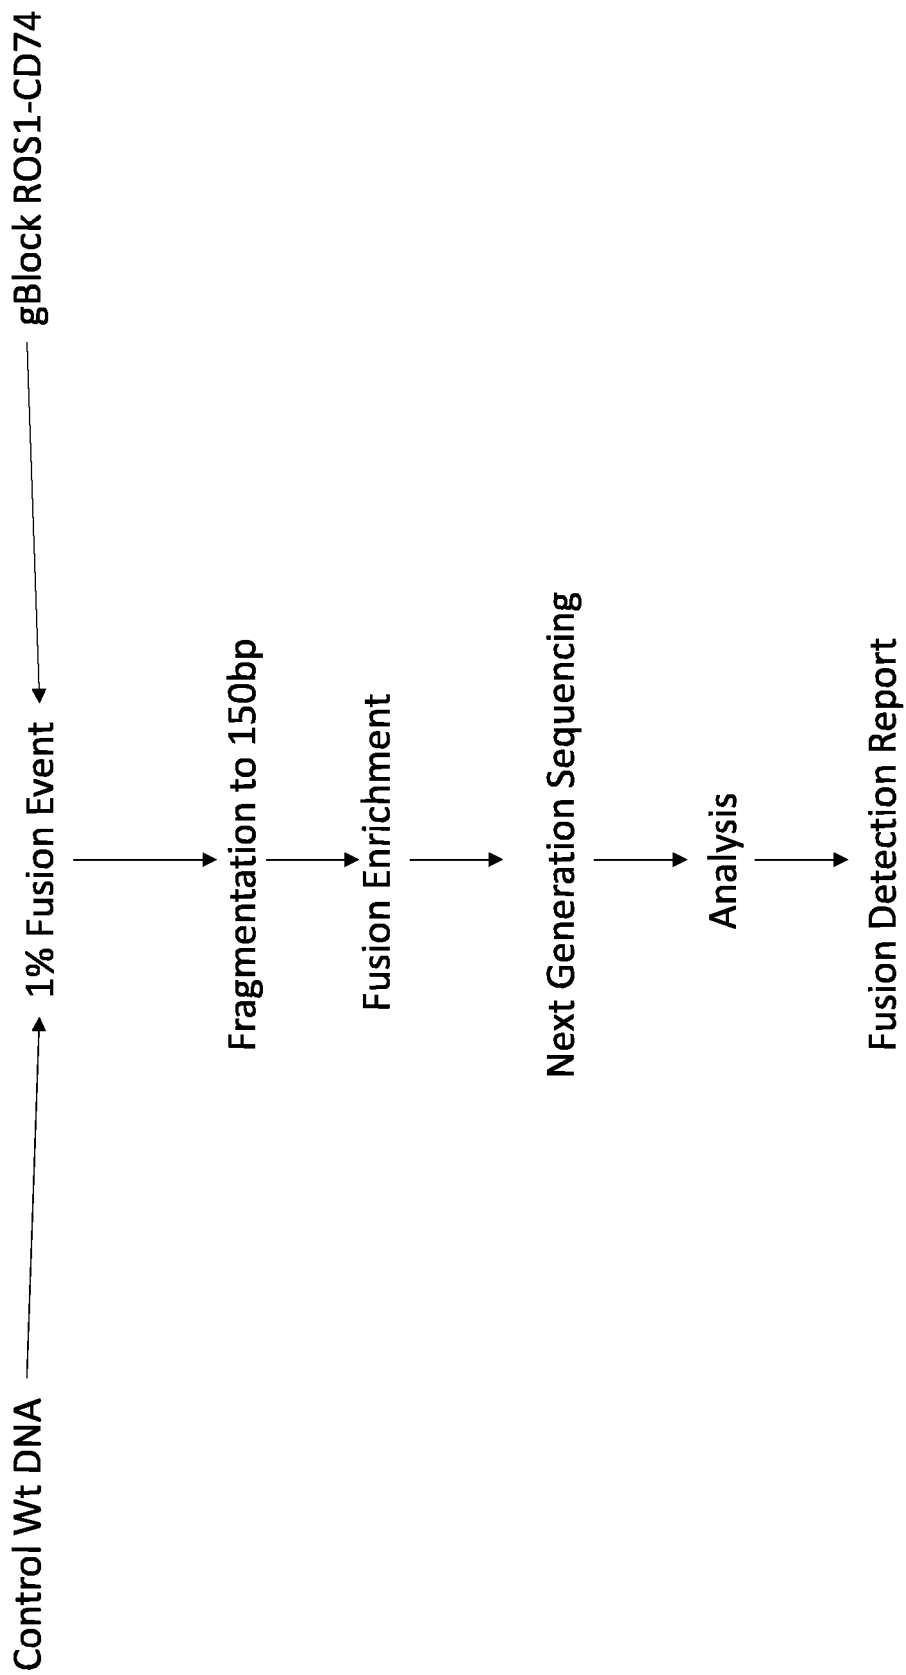 Control Wt DNA
1% Fusion Event
gBlock ROS1-CD74
Fragmentation to 150bp
Fusion Enrichment
Next Generation Sequencing
Analysis
Fusion Detection Report